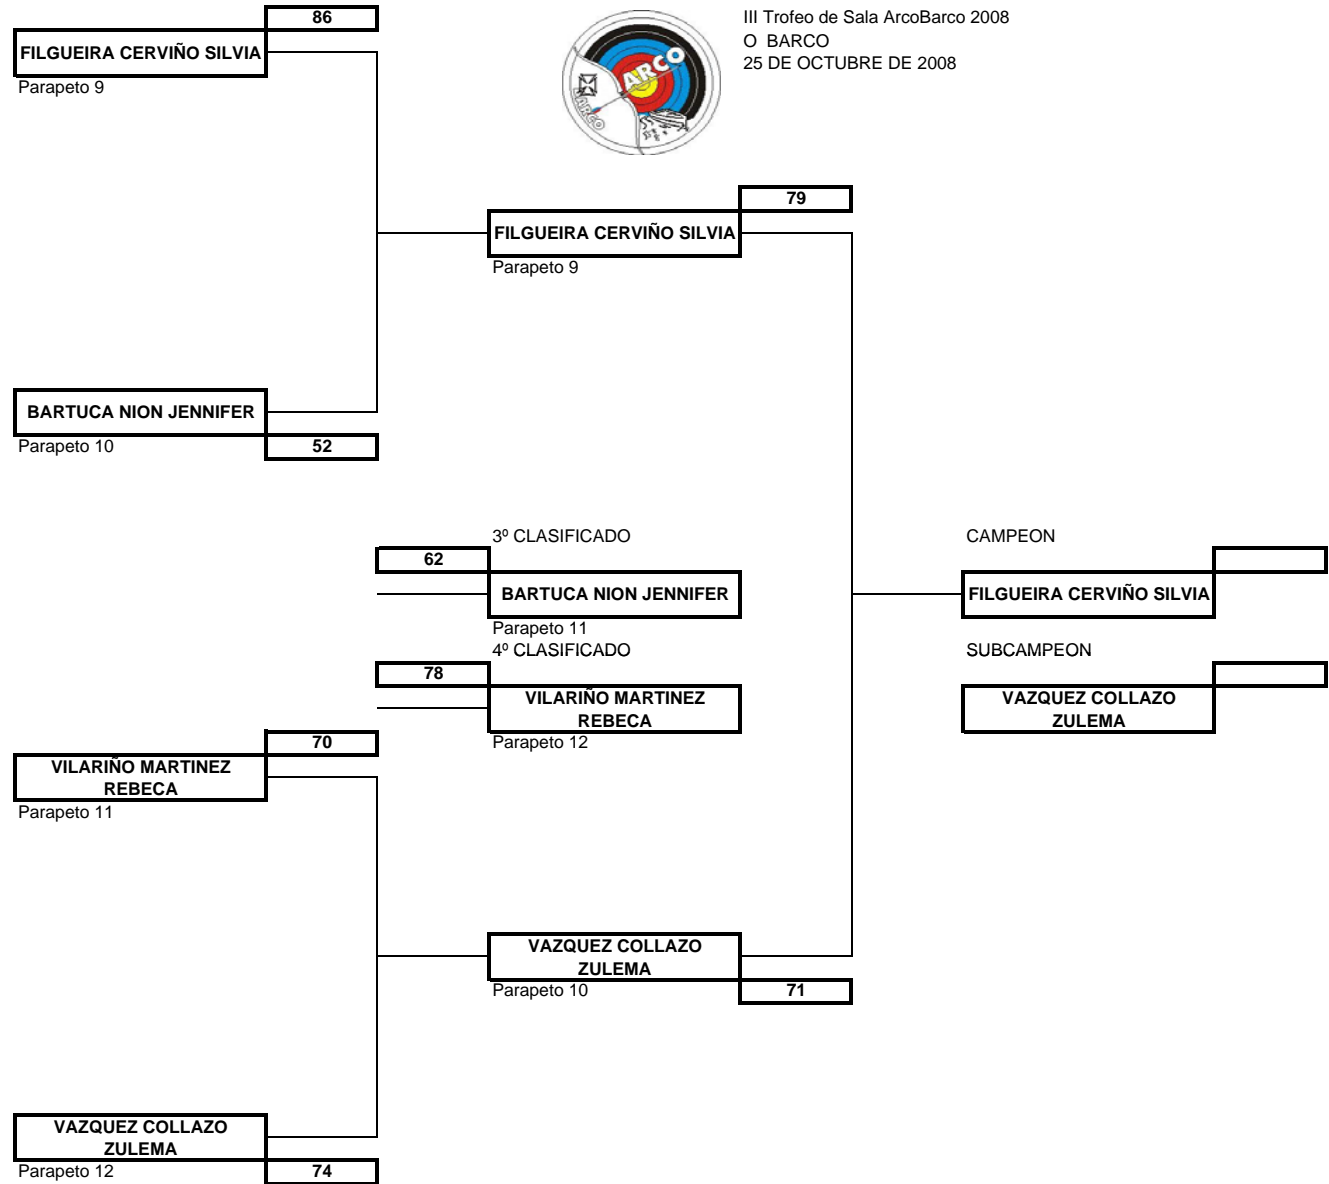 86
FILGUEIRA CERVIÑO SILVIA
Parapeto 9
ARCO
BARCO
III Trofeo de Sala ArcoBarco 2008
O BARCO
25 DE OCTUBRE DE 2008
79
FILGUEIRA CERVIÑO SILVIA
Parapeto 9
BARTUCA NION JENNIFER
Parapeto 10
52
3º CLASIFICADO
62
BARTUCA NION JENNIFER
Parapeto 11
4º CLASIFICADO
78
VILARIÑO MARTINEZ
REBECA
Parapeto 12
CAMPEON
FILGUEIRA CERVIÑO SILVIA
SUBCAMPEON
VAZQUEZ COLLAZO
ZULEMA
70
VILARIÑO MARTINEZ
REBECA
Parapeto 11
VAZQUEZ COLLAZO
ZULEMA
Parapeto 10
71
VAZQUEZ COLLAZO
ZULEMA
Parapeto 12
74